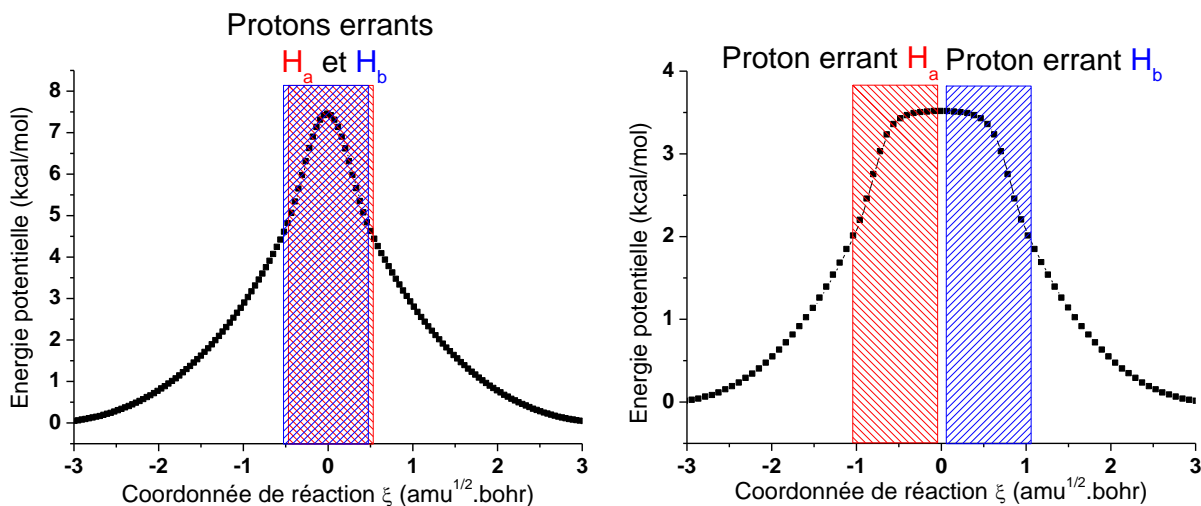 Protons errants
Ha et Hb
8
7
6
5
4
3
2
1
0
Energie potentielle (kcal/mol)
-3 -2 -1 0 1 2 3
Coordonnée de réaction ξ (amu1/2.bohr)
Proton errant Ha Proton errant Hb
4
3
2
1
0
Energie potentielle (kcal/mol)
-3 -2 -1 0 1 2 3
Coordonnée de réaction ξ (amu1/2.bohr)